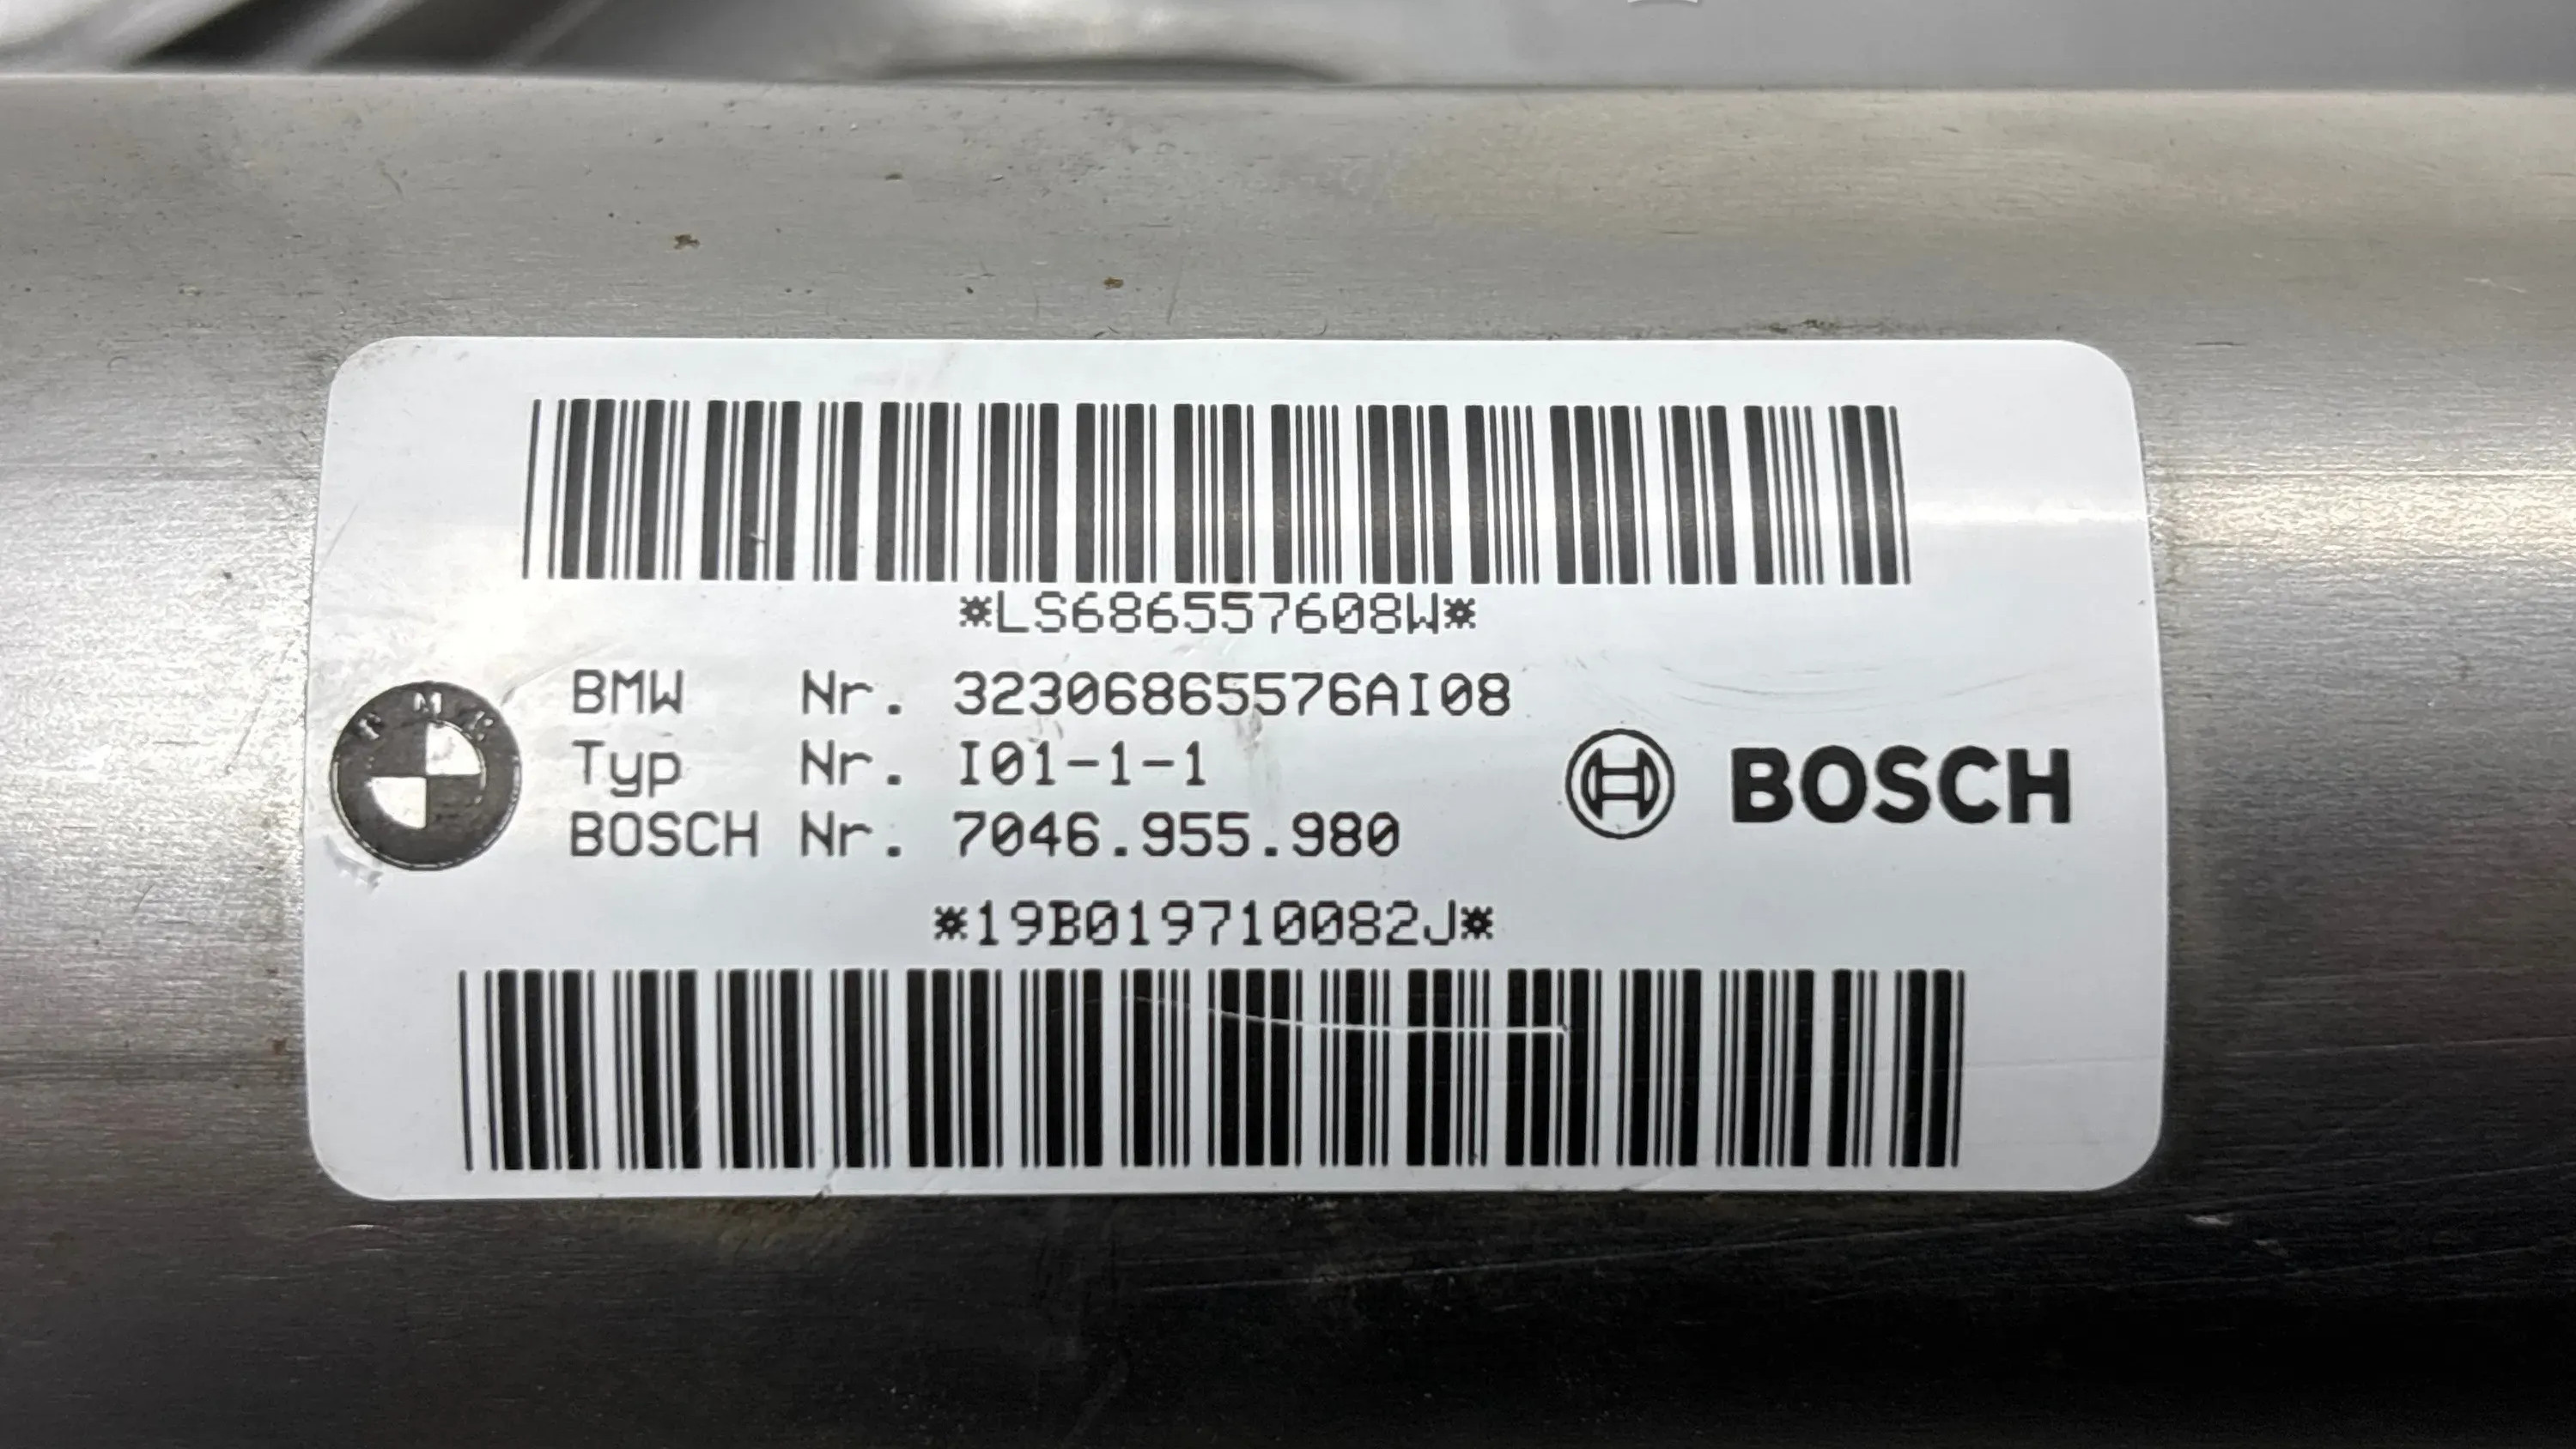 *LS686557608W*
BMW Nr. 32306865576AI08
Typ Nr. I01-1-1
BOSCH Nr. 7046.955.980
BOSCH
*19B019710082J*